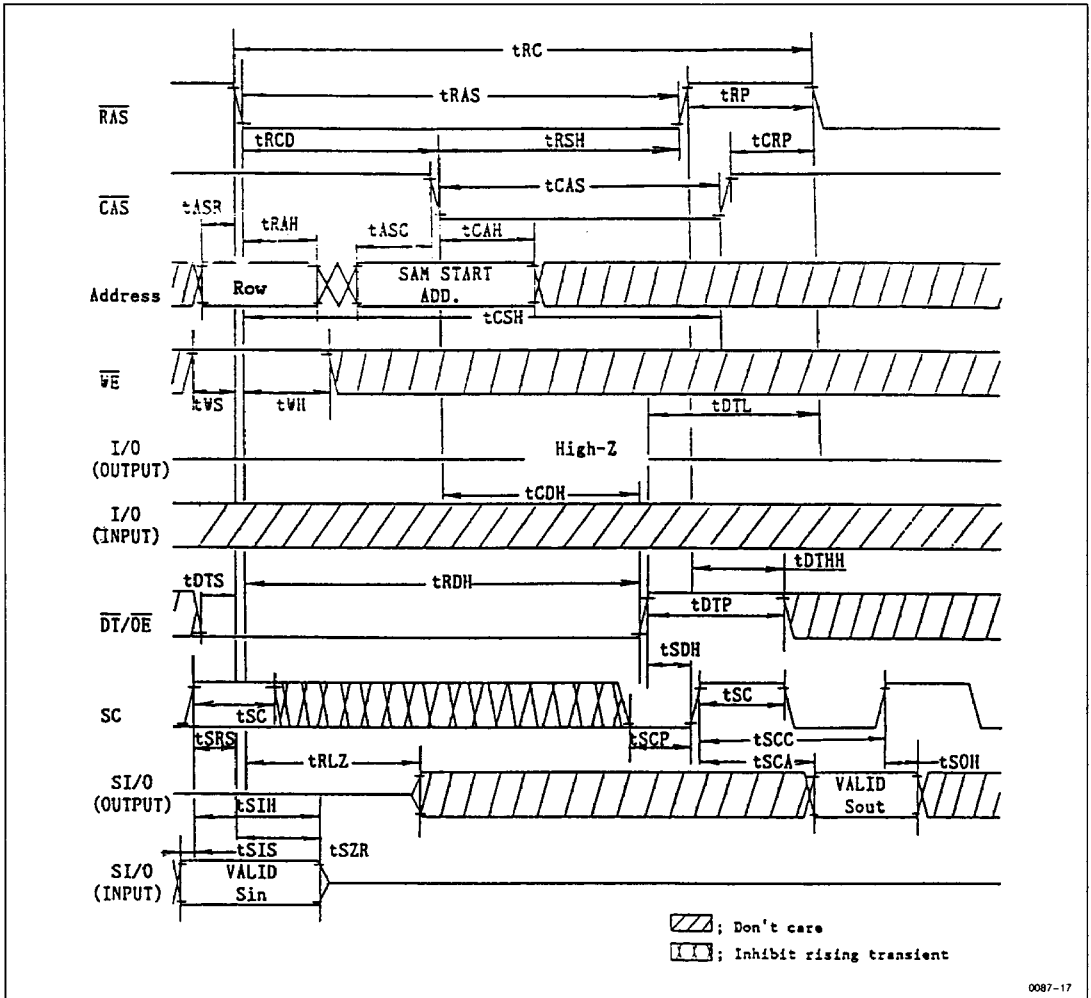 tRC
tRAS
tRP
RAS
tRCD
tRSH
tCRP
tCAS
CAS
tASR
tRAH
tASC
tCAH
Address
Row
SAM START
ADD.
tCSH
WE
tWS
tWH
tDTL
I/O
(OUTPUT)
High-Z
tCDH
I/O
(INPUT)
tDTHH
tDTS
tRDH
DT/OE
tDTP
tSDH
SC
tSC
tSC
tSRS
tSCP
tSCC
tRLZ
tSCA
tSOH
SI/O
(OUTPUT)
VALID
Sout
tSIH
tSIS
tSZR
SI/O
(INPUT)
VALID
Sin
; Don't care
; Inhibit rising transient
0087-17